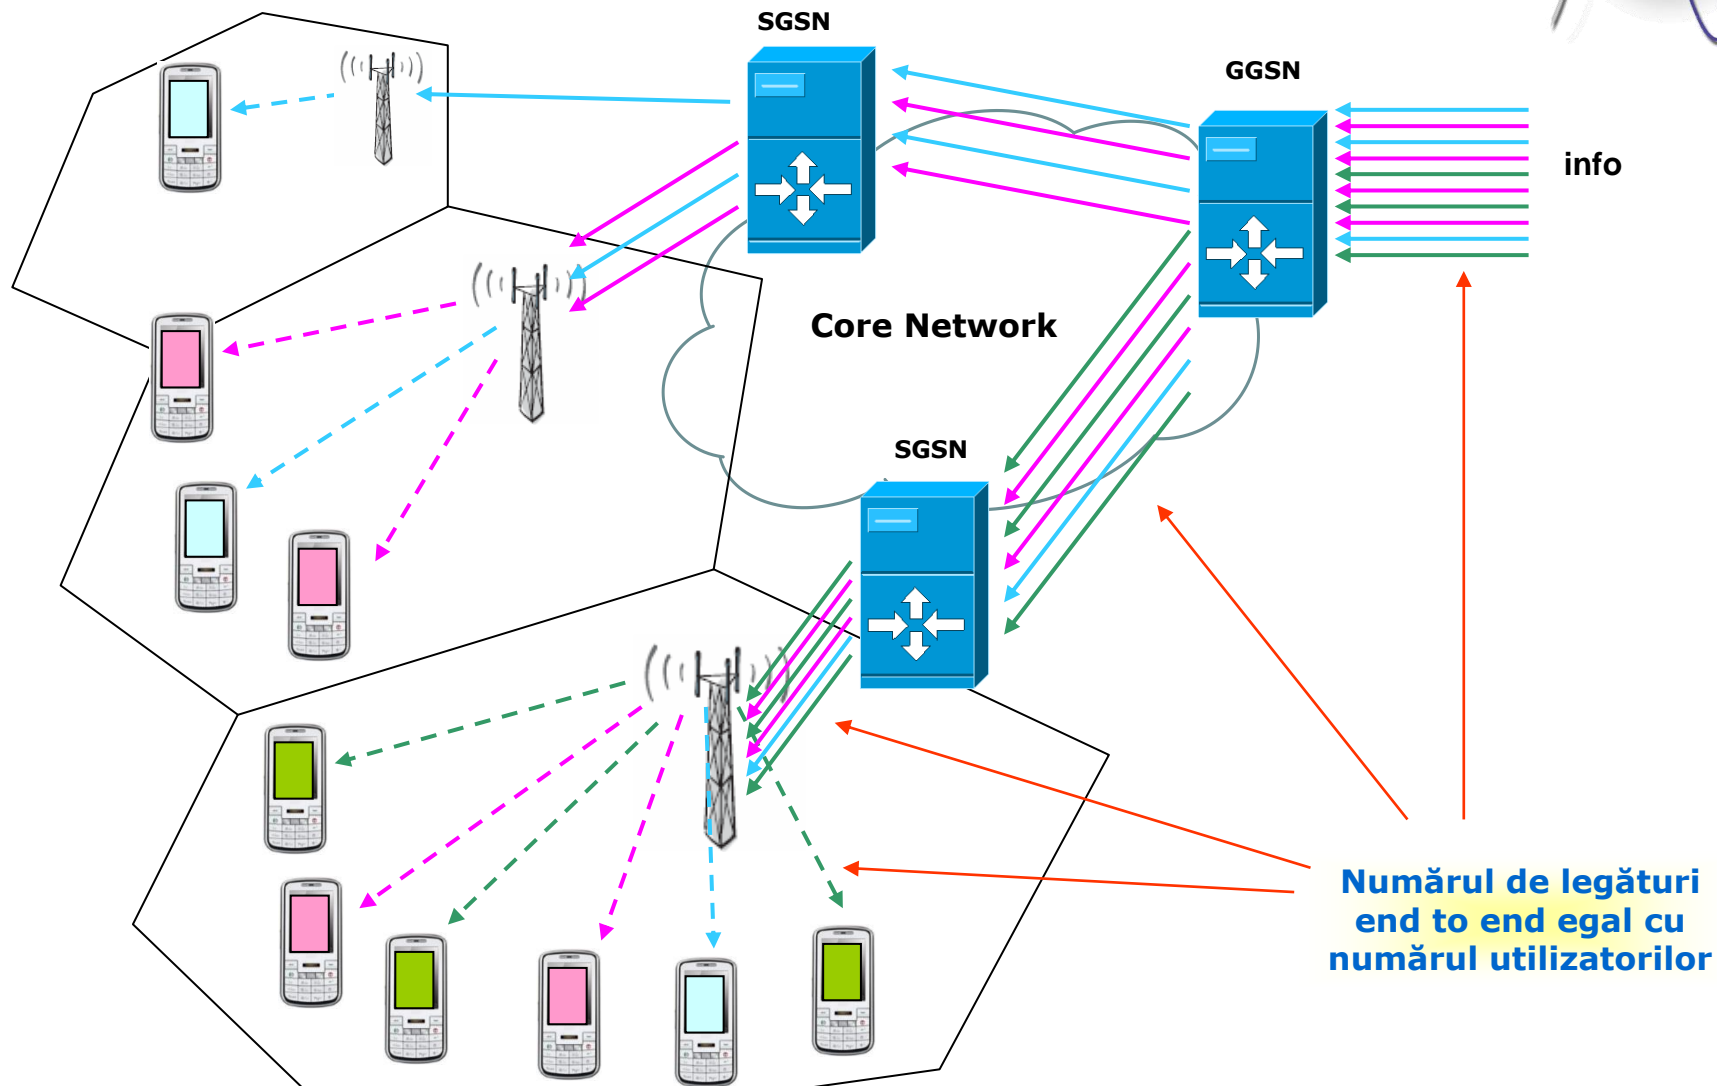 SGSN
GGSN
info
Core Network
SGSN
Numărul de legături
end to end egal cu
numărul utilizatorilor